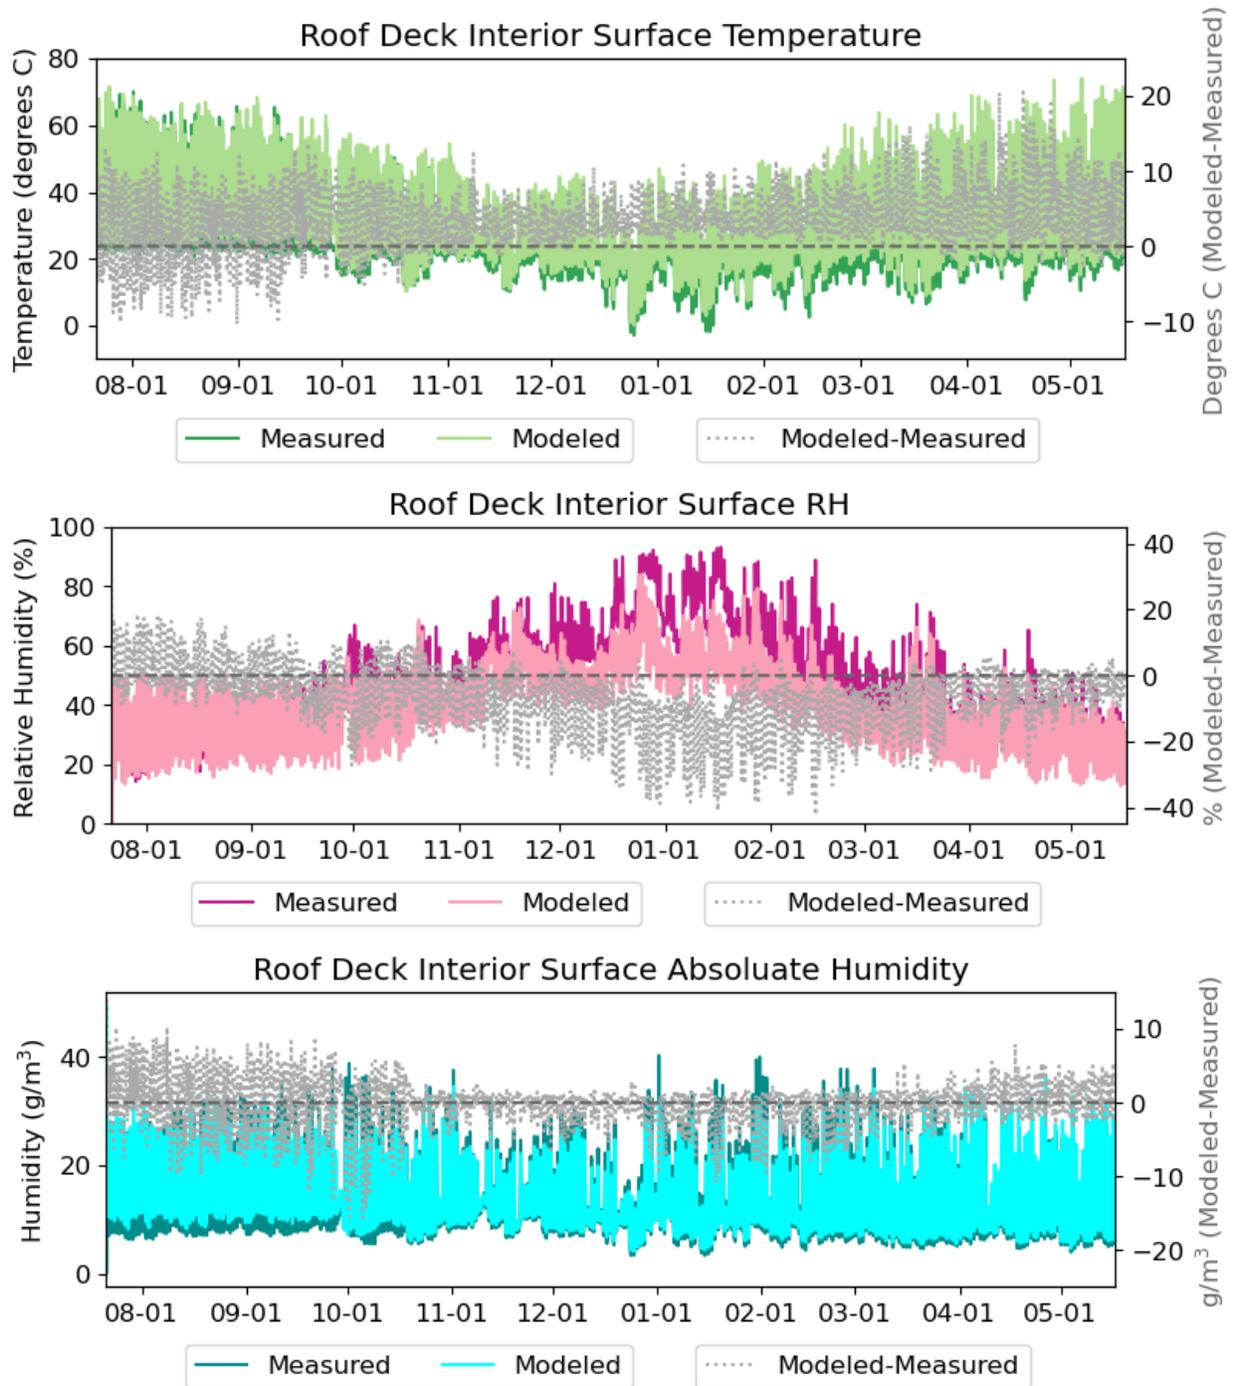 Roof Deck Interior Surface Temperature
Temperature (degrees C)
80
60
40
20
0
20
10
0
−10
Degrees C (Modeled-Measured)
08-01 09-01 10-01 11-01 12-01 01-01 02-01 03-01 04-01 05-01
Measured Modeled Modeled-Measured
Roof Deck Interior Surface RH
Relative Humidity (%)
100
80
60
40
20
0
40
20
0
−20
−40
% (Modeled-Measured)
08-01 09-01 10-01 11-01 12-01 01-01 02-01 03-01 04-01 05-01
Measured Modeled Modeled-Measured
Roof Deck Interior Surface Absoluate Humidity
Humidity (g/m³)
40
20
0
10
0
−10
−20
g/m³ (Modeled-Measured)
08-01 09-01 10-01 11-01 12-01 01-01 02-01 03-01 04-01 05-01
Measured Modeled Modeled-Measured